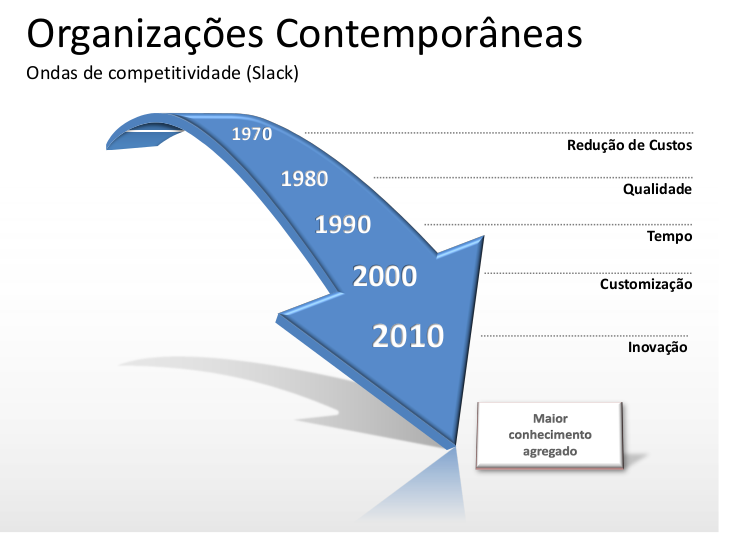 Organizações Contemporâneas
Ondas de competitividade (Slack)
1970
Redução de Custos
1980
Qualidade
1990
Tempo
2000
Customização
2010
Inovação
Maior
conhecimento
agregado